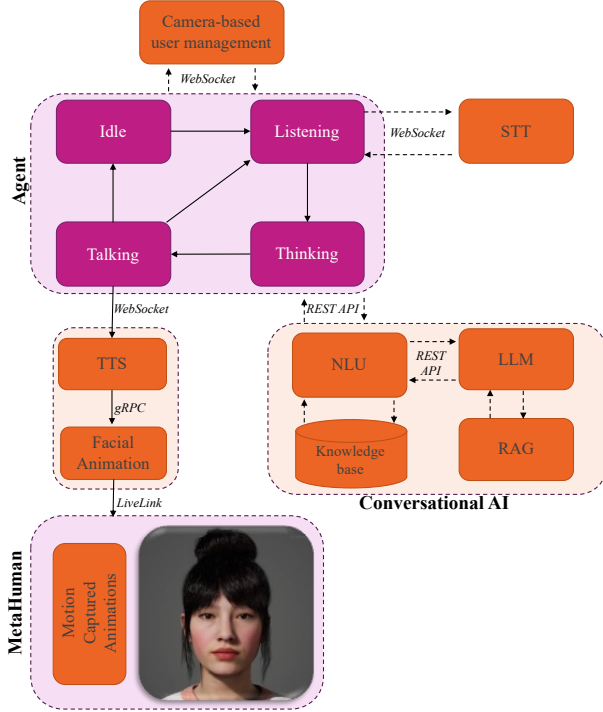 Camera-based
user management
WebSocket
Agent
Idle
Listening
WebSocket
STT
Talking
Thinking
WebSocket
REST API
TTS
gRPC
Facial
Animation
LiveLink
NLU
REST
API
LLM
Knowledge
base
RAG
Conversational AI
MetaHuman
Motion
Captured
Animations